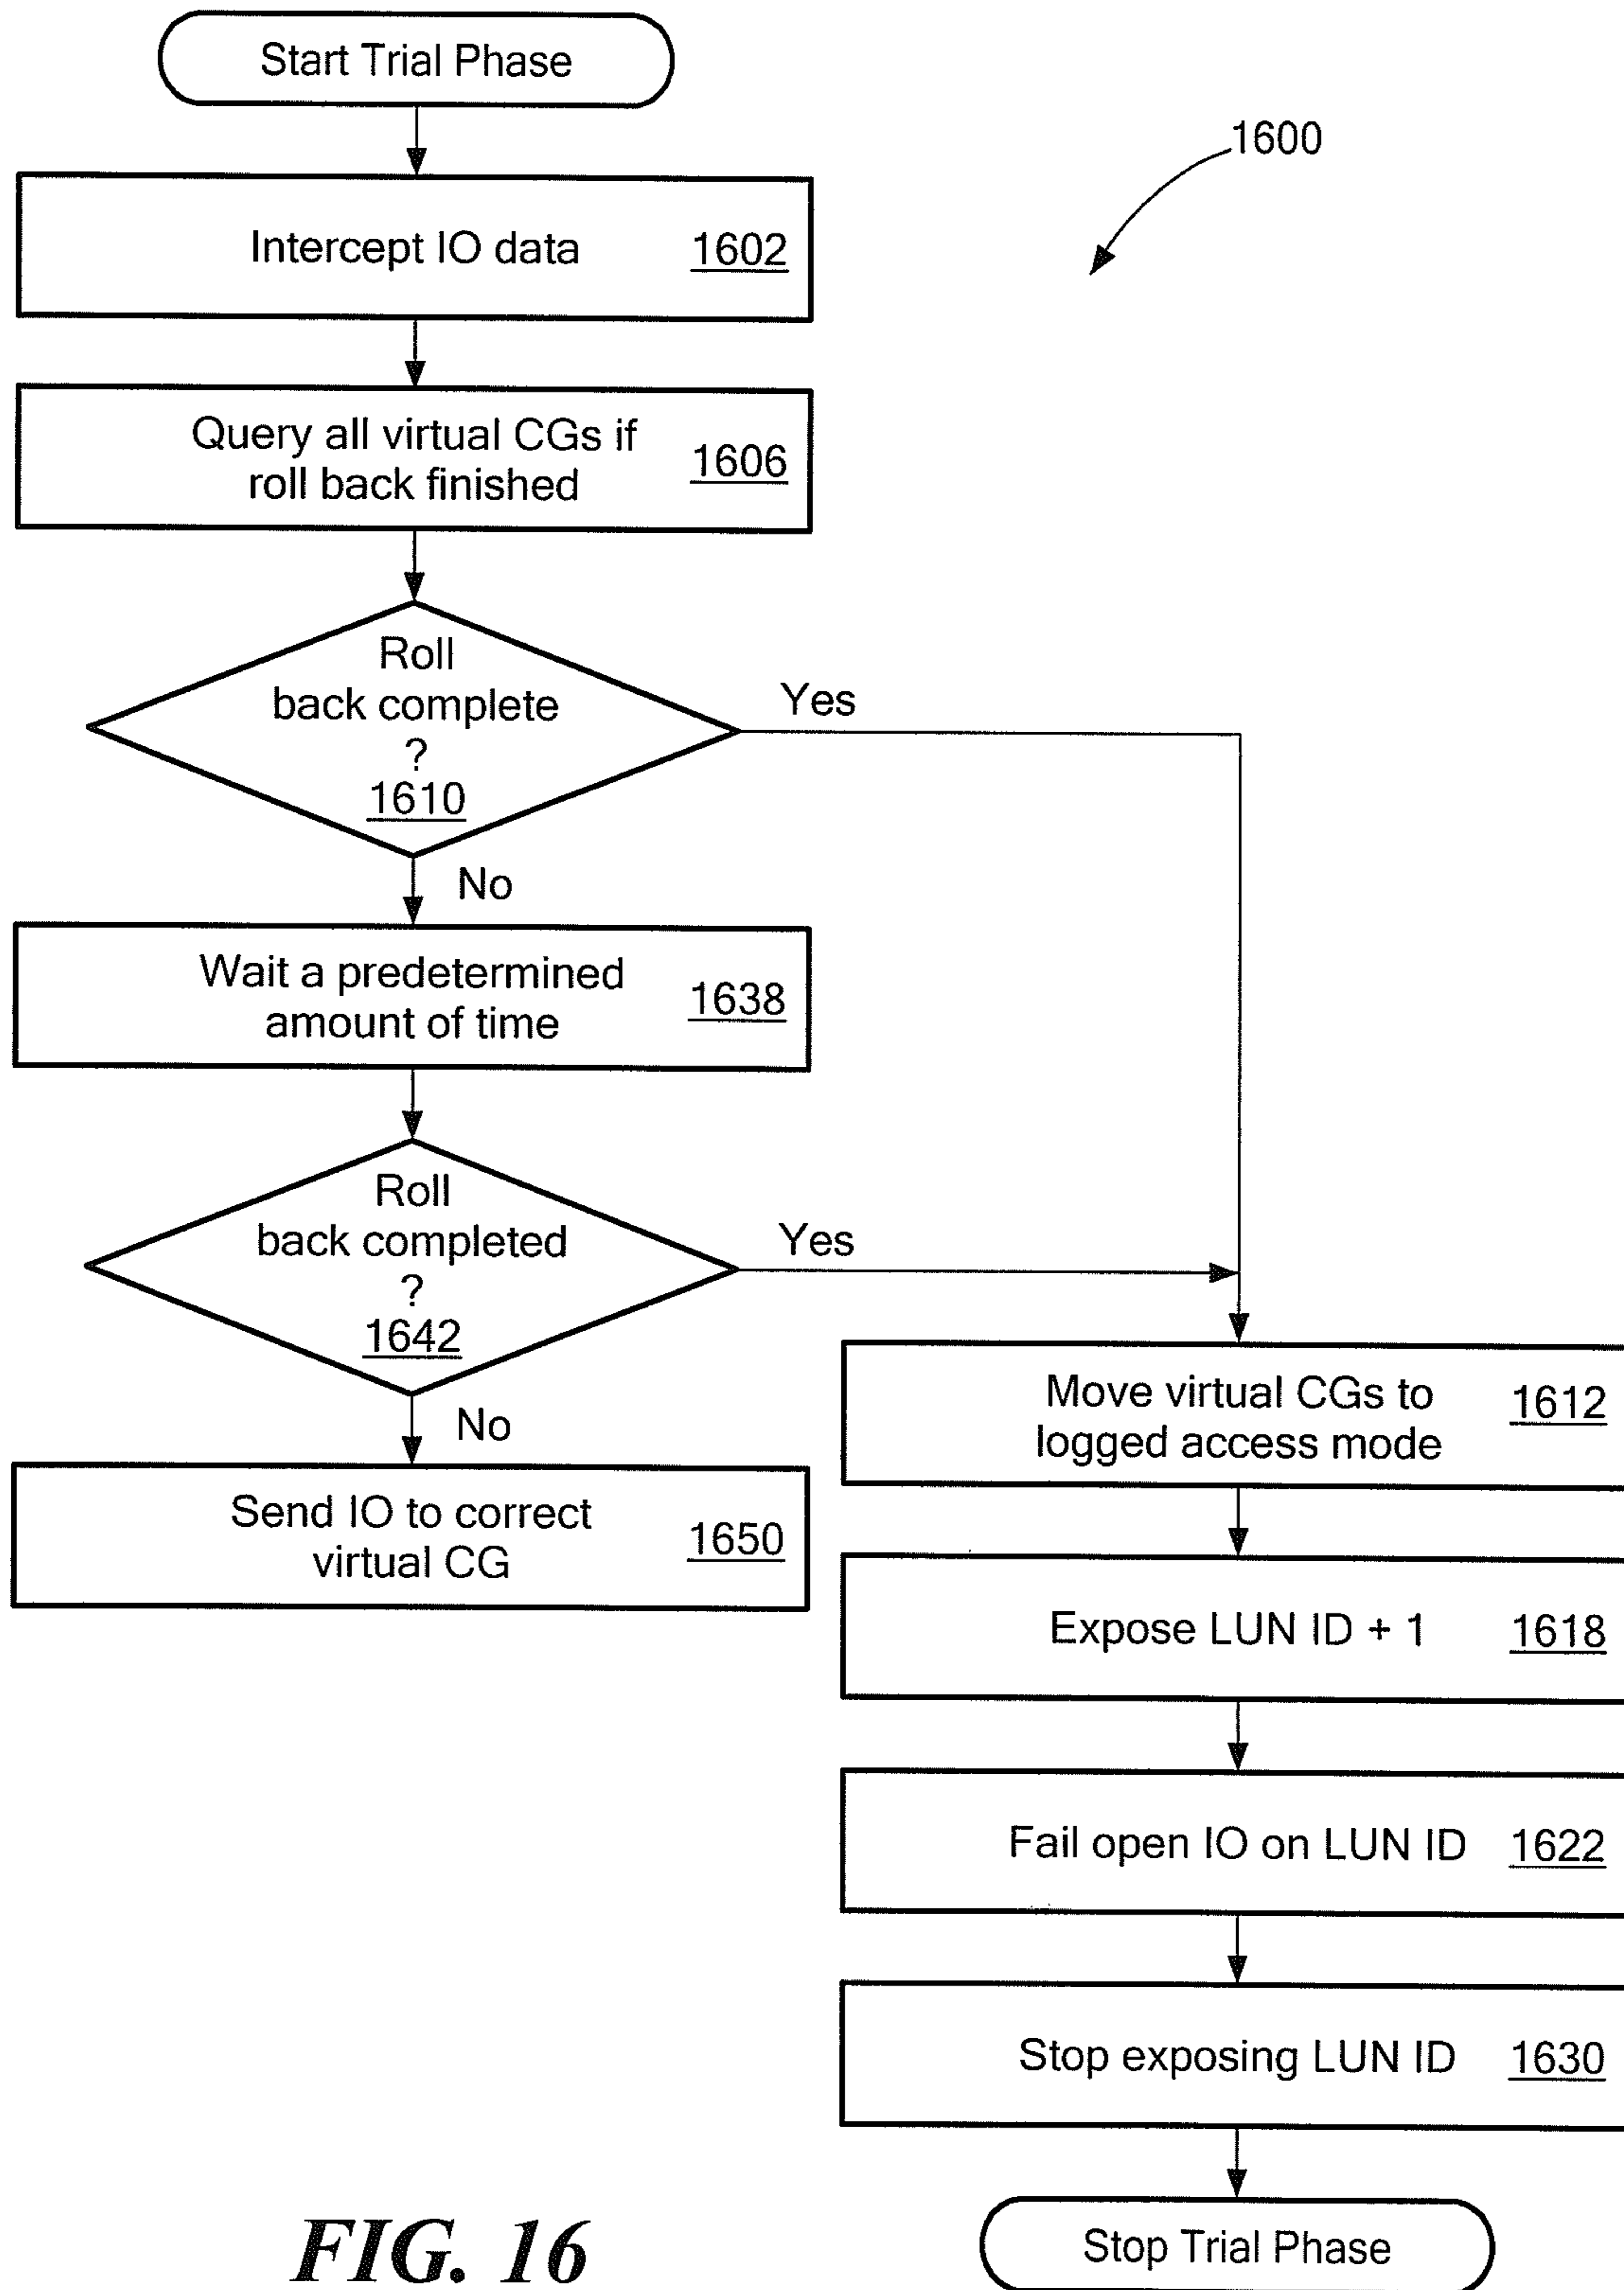 Start Trial Phase
1600
Intercept IO data 1602
Query all virtual CGs if
roll back finished
1606
Roll
back complete
?
1610
Yes
No
Wait a predetermined
amount of time
1638
Roll
back completed
?
1642
Yes
No
Send IO to correct
virtual CG
1650
Move virtual CGs to
logged access mode
1612
Expose LUN ID + 1 1618
Fail open IO on LUN ID 1622
Stop exposing LUN ID 1630
Stop Trial Phase
FIG. 16